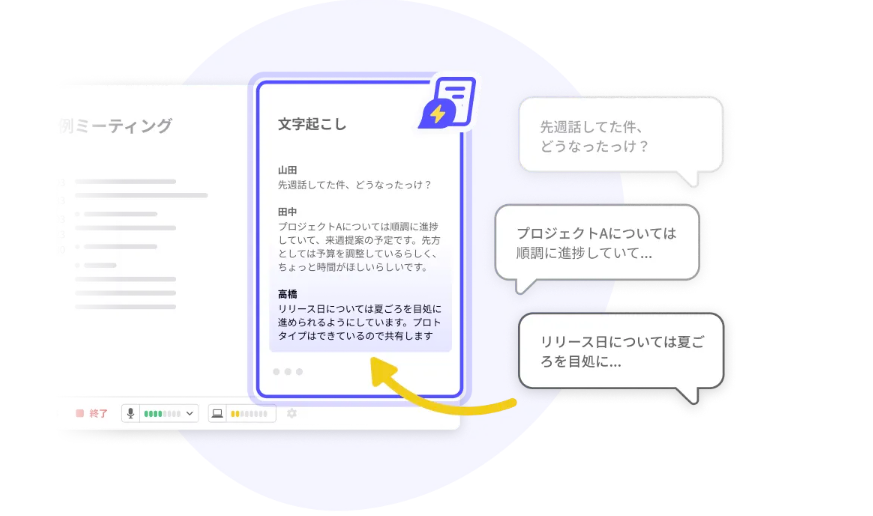 例ミーティング
文字起こし
山田
先週話してた件、どうなったっけ？
田中
プロジェクトAについては順調に進捗
していて、来週提案の予定です。先方
としては予算を調整しているらしく、
ちょっと時間がほしいらしいです。
高橋
リリース日については夏ごろを目処に
進められるようにしています。プロト
タイプはできているので共有します
終了
先週話してた件、
どうなったっけ？
プロジェクトAについては
順調に進捗していて...
リリース日については夏ご
ろを目処に...